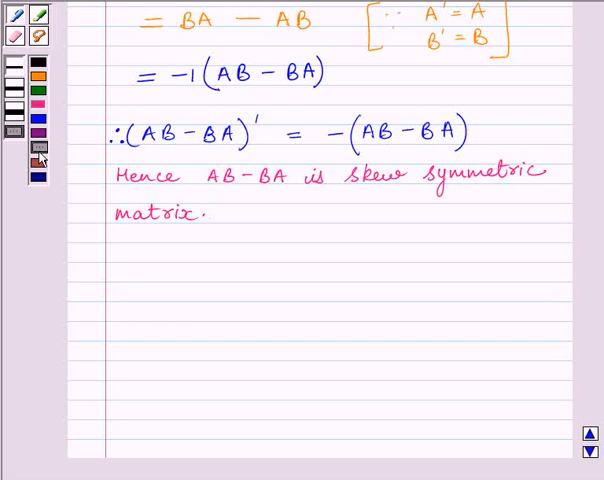 = BA - AB [∵ A' = A
B' = B]
= -1(AB - BA)
∴(AB - BA)' = -(AB - BA)
Hence AB - BA is skew symmetric
matrix.